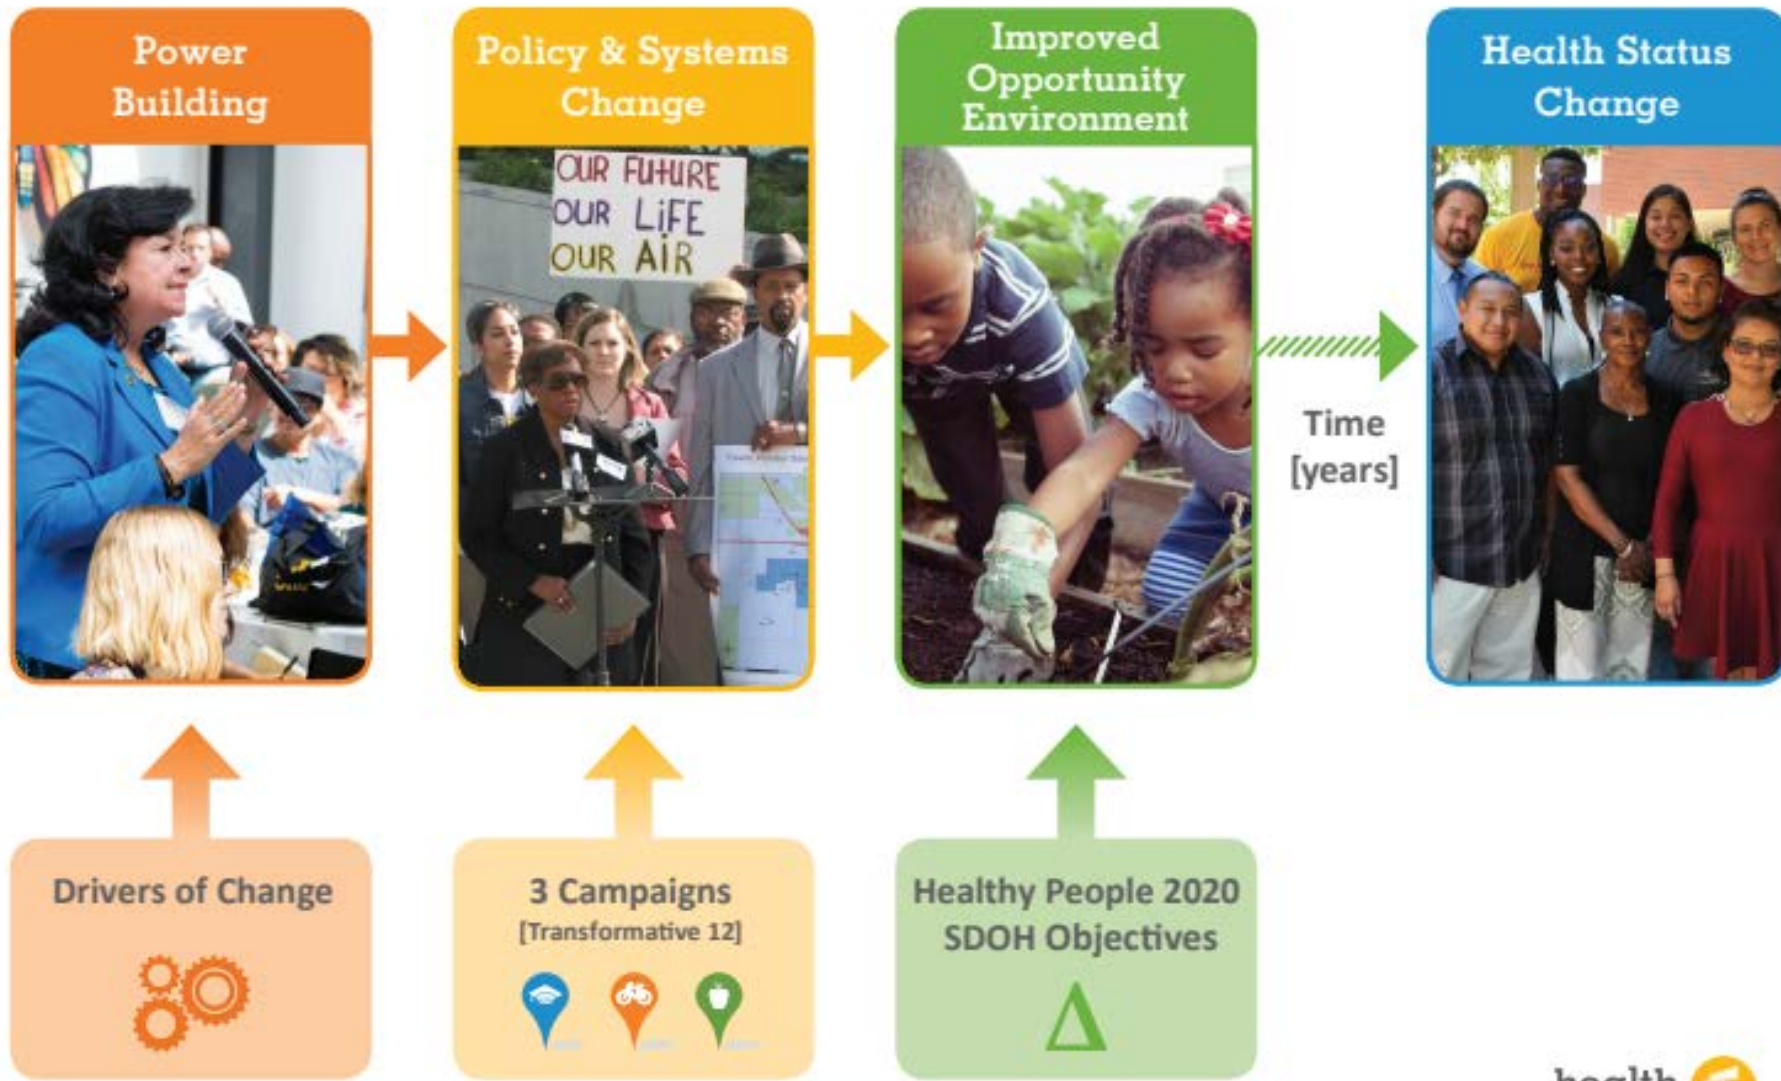 Power
Building
Policy & Systems
Change
Improved
Opportunity
Environment
Health Status
Change
OUR FUTURE
OUR LiFE
OUR AiR
Time
[years]
Drivers of Change
3 Campaigns
[Transformative 12]
Healthy People 2020
SDOH Objectives
Δ
health